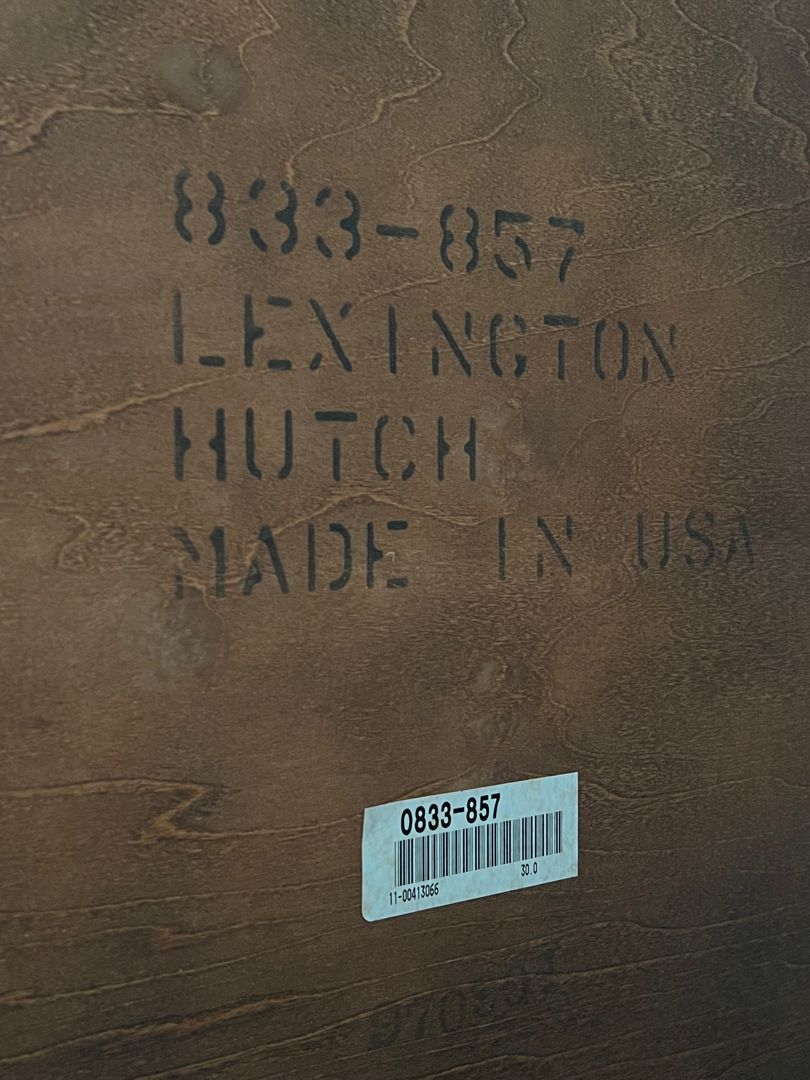 833-857
LEXINGTON
HUTCH
MADE IN USA
0833-857
11-00413066 30.0